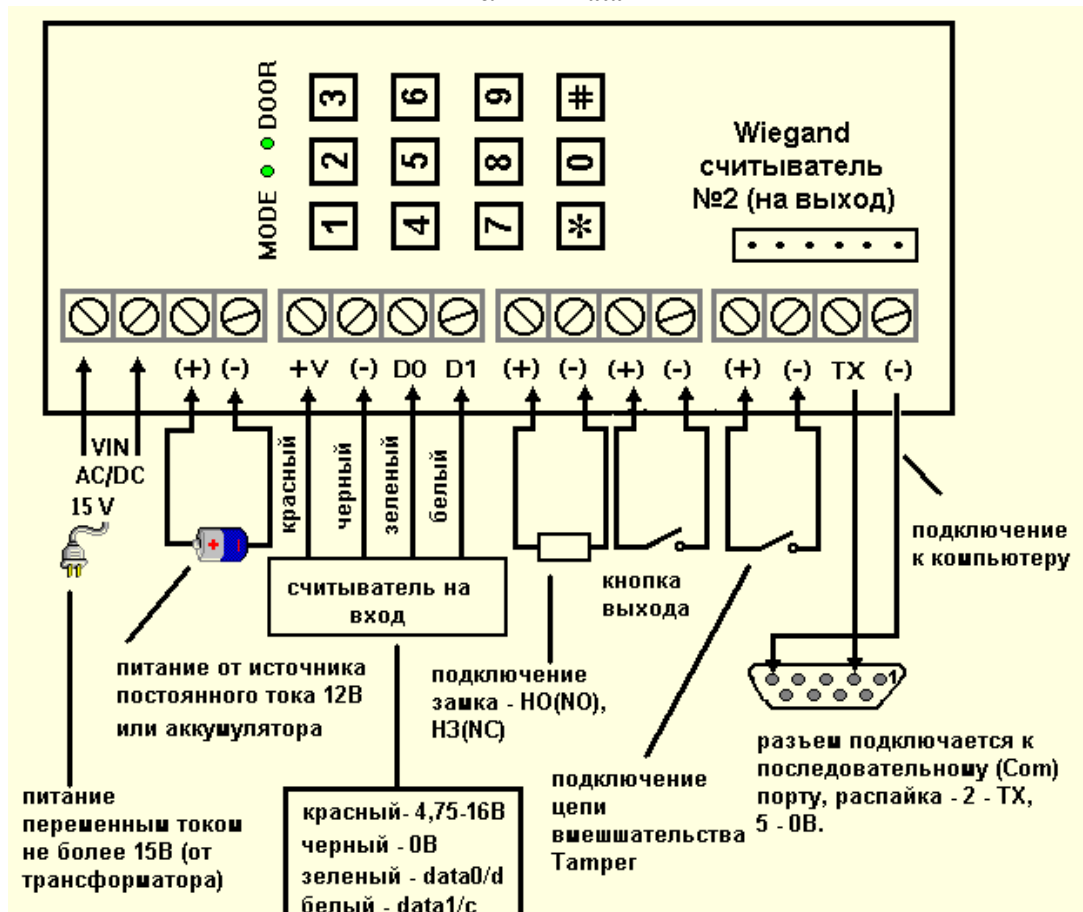 MODE DOOR
3 6 9 #
2 5 8 0
1 4 7 *
Wiegand
считыватель
№2 (на выход)
(+) (-) +V (-) D0 D1 (+) (-) (+) (-) (+) (-) TX (-)
VIN
AC/DC
15 V
красный
черный
зеленый
белый
считыватель на
вход
кнопка
выхода
подключение
к компьютеру
питание от источника
постоянного тока 12В
или аккумулятора
подключение
замка - НО(NO),
НЗ(NC)
1
разъем подключается к
последовательному (Com)
порту, распайка - 2 - TX,
5 - 0В.
подключение
цепи
вмешшательства
Tamper
питание
переменным током
не более 15В (от
трансформатора)
красный- 4,75-16В
черный - 0В
зеленый - data0/d
белый - data1/c